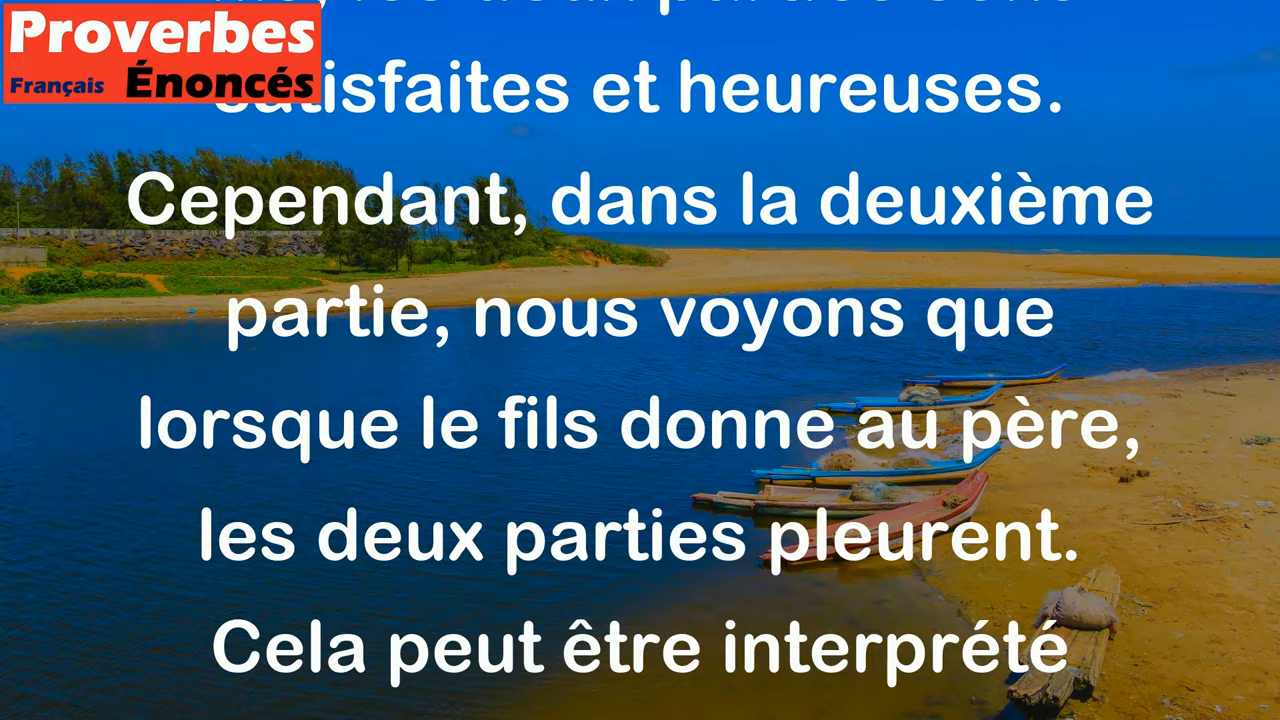 Proverbes
Français Énoncés
satisfaites et heureuses.
Cependant, dans la deuxième
partie, nous voyons que
lorsque le fils donne au père,
les deux parties pleurent.
Cela peut être interprété